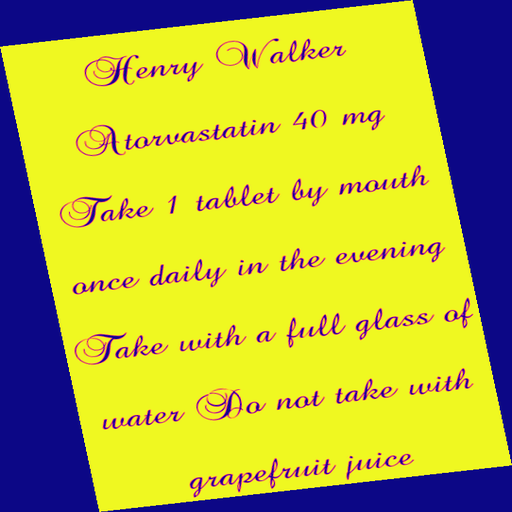 Henry Walker
Atorvastatin 40 mg
Take 1 tablet by mouth
once daily in the evening
Take with a full glass of
water Do not take with
grapefruit juice